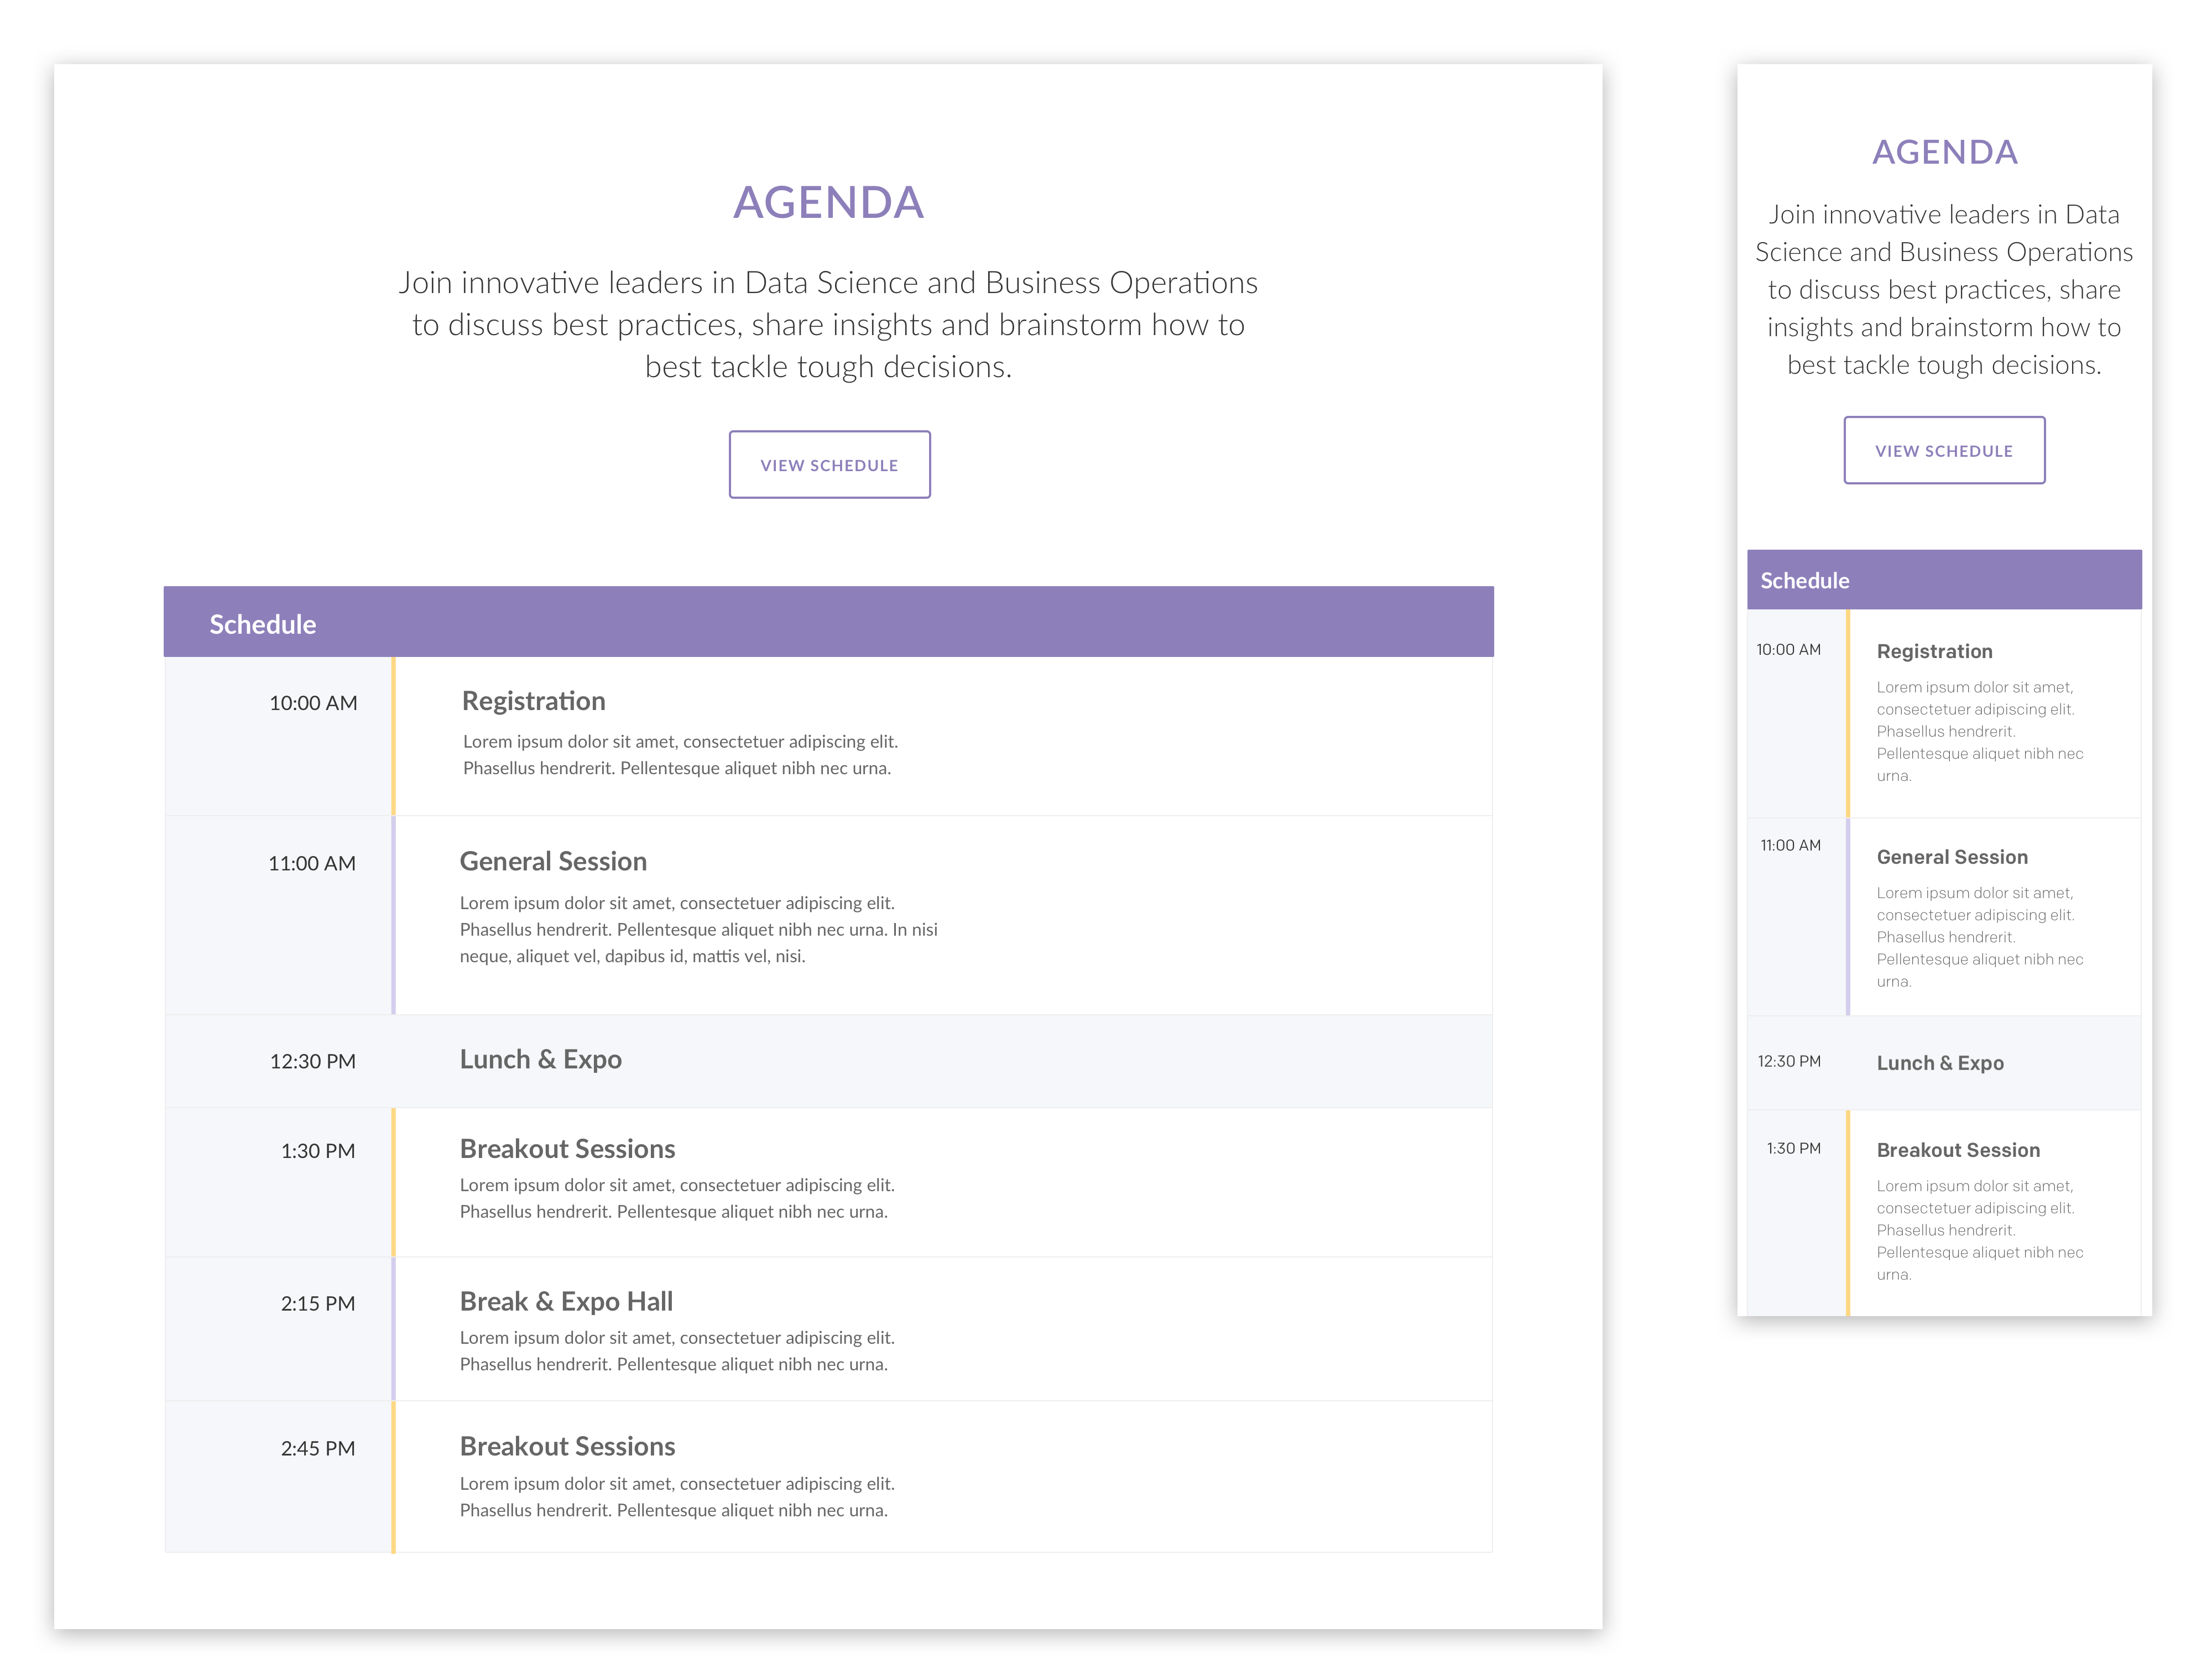 AGENDA
Join innovative leaders in Data Science and Business Operations
to discuss best practices, share insights and brainstorm how to
best tackle tough decisions.
VIEW SCHEDULE
Schedule
10:00 AM
Registration
Lorem ipsum dolor sit amet, consectetuer adipiscing elit.
Phasellus hendrerit. Pellentesque aliquet nibh nec urna.
11:00 AM
General Session
Lorem ipsum dolor sit amet, consectetuer adipiscing elit.
Phasellus hendrerit. Pellentesque aliquet nibh nec urna. In nisi
neque, aliquet vel, dapibus id, mattis vel, nisi.
12:30 PM
Lunch & Expo
1:30 PM
Breakout Sessions
Lorem ipsum dolor sit amet, consectetuer adipiscing elit.
Phasellus hendrerit. Pellentesque aliquet nibh nec urna.
2:15 PM
Break & Expo Hall
Lorem ipsum dolor sit amet, consectetuer adipiscing elit.
Phasellus hendrerit. Pellentesque aliquet nibh nec urna.
2:45 PM
Breakout Sessions
Lorem ipsum dolor sit amet, consectetuer adipiscing elit.
Phasellus hendrerit. Pellentesque aliquet nibh nec urna.
AGENDA
Join innovative leaders in Data
Science and Business Operations
to discuss best practices, share
insights and brainstorm how to
best tackle tough decisions.
VIEW SCHEDULE
Schedule
10:00 AM
Registration
Lorem ipsum dolor sit amet,
consectetuer adipiscing elit.
Phasellus hendrerit.
Pellentesque aliquet nibh nec
urna.
11:00 AM
General Session
Lorem ipsum dolor sit amet,
consectetuer adipiscing elit.
Phasellus hendrerit.
Pellentesque aliquet nibh nec
urna.
12:30 PM
Lunch & Expo
1:30 PM
Breakout Session
Lorem ipsum dolor sit amet,
consectetuer adipiscing elit.
Phasellus hendrerit.
Pellentesque aliquet nibh nec
urna.